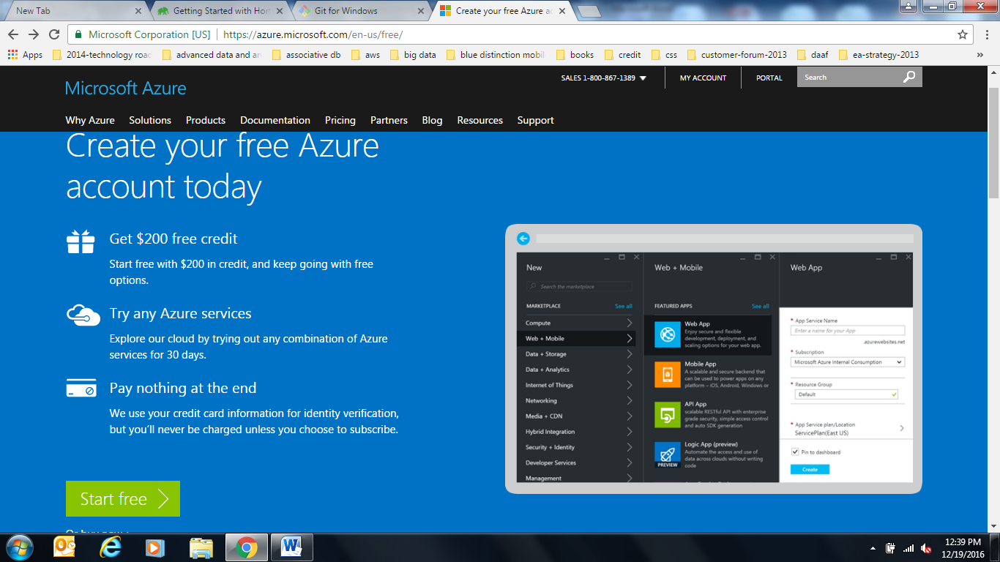 New Tab
Getting Started with Hor
Git for Windows
Create your free Azure ac
Microsoft Corporation [US]
https://azure.microsoft.com/en-us/free/
Apps
2014-technology road
advanced data and an
associative db
aws
big data
blue distinction mobil
books
credit
css
customer-forum-2013
daaf
ea-strategy-2013
»
SALES 1-800-867-1389
MY ACCOUNT
PORTAL
Search
Microsoft Azure
Why Azure
Solutions
Products
Documentation
Pricing
Partners
Blog
Resources
Support
Create your free Azure
account today
Get $200 free credit
Start free with $200 in credit, and keep going with free
options.
Try any Azure services
Explore our cloud by trying out any combination of Azure
services for 30 days.
Pay nothing at the end
We use your credit card information for identity verification,
but you'll never be charged unless you choose to subscribe.
Start free
Or buy now
New
Search the marketplace
MARKETPLACE
See all
Compute
Web + Mobile
Data + Storage
Data + Analytics
Internet of Things
Networking
Media + CDN
Hybrid Integration
Security + Identity
Developer Services
Management
Web + Mobile
FEATURED APPS
See all
Web App
Enjoy secure and flexible
development, deployment, and
scaling options for your web app.
Mobile App
A scalable and secure backend that
can be used to power apps on any
platform – iOS, Android, Windows or
API App
scalable RESTful API with enterprise
grade security, simple access control
and auto SDK generation
PREVIEW
Logic App (preview)
Automate the access and use of
data across clouds without writing
code
Web App
* App Service Name
Enter a name for your App
.azurewebsites.net
* Subscription
Microsoft Azure Internal Consumption
* Resource Group
Default
* App Service plan/Location
ServicePlan(East US)
Pin to dashboard
Create
12:39 PM
12/19/2016